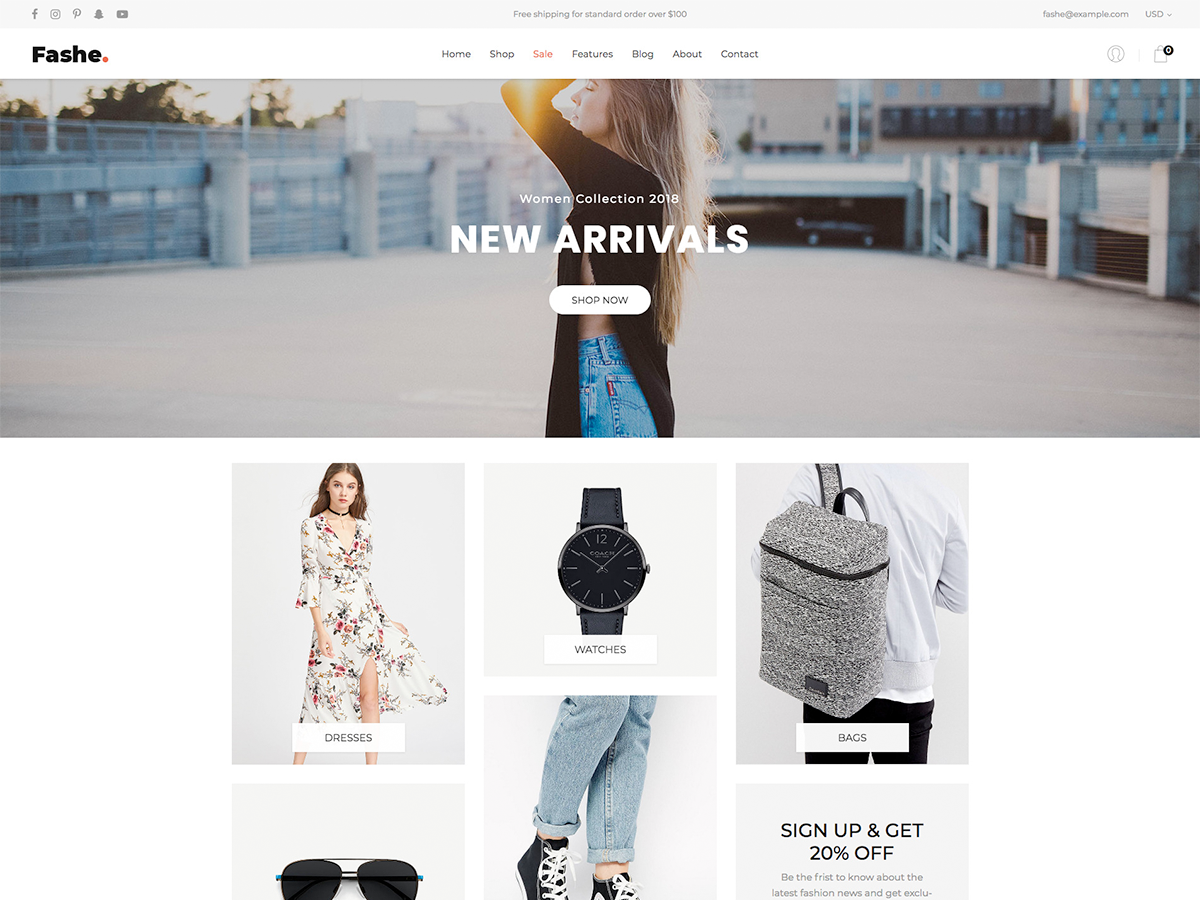 Free shipping for standard order over $100
fashe@example.com USD
Fashe.
Home Shop Sale Features Blog About Contact
0
Women Collection 2018
NEW ARRIVALS
SHOP NOW
12
COACH
WATCHES
DRESSES
BAGS
SIGN UP & GET
20% OFF
Be the frist to know about the
latest fashion news and get exclu-